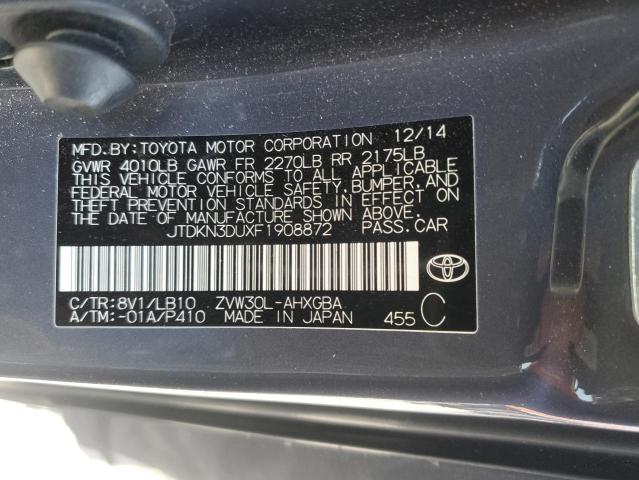 MFD.BY:TOYOTA MOTOR CORPORATION 12/14
GVWR 4010LB GAWR FR 2270LB RR 2175LB
THIS VEHICLE CONFORMS TO ALL APPLICABLE
FEDERAL MOTOR VEHICLE SAFETY, BUMPER, AND
THEFT PREVENTION STANDARDS IN EFFECT ON
THE DATE OF MANUFACTURE SHOWN ABOVE.
JTDKN3DUXF1908872 PASS.CAR
C/TR:8V1/LB10 ZVW30L-AHXGBA
A/TM:-01A/P410 MADE IN JAPAN 455 C